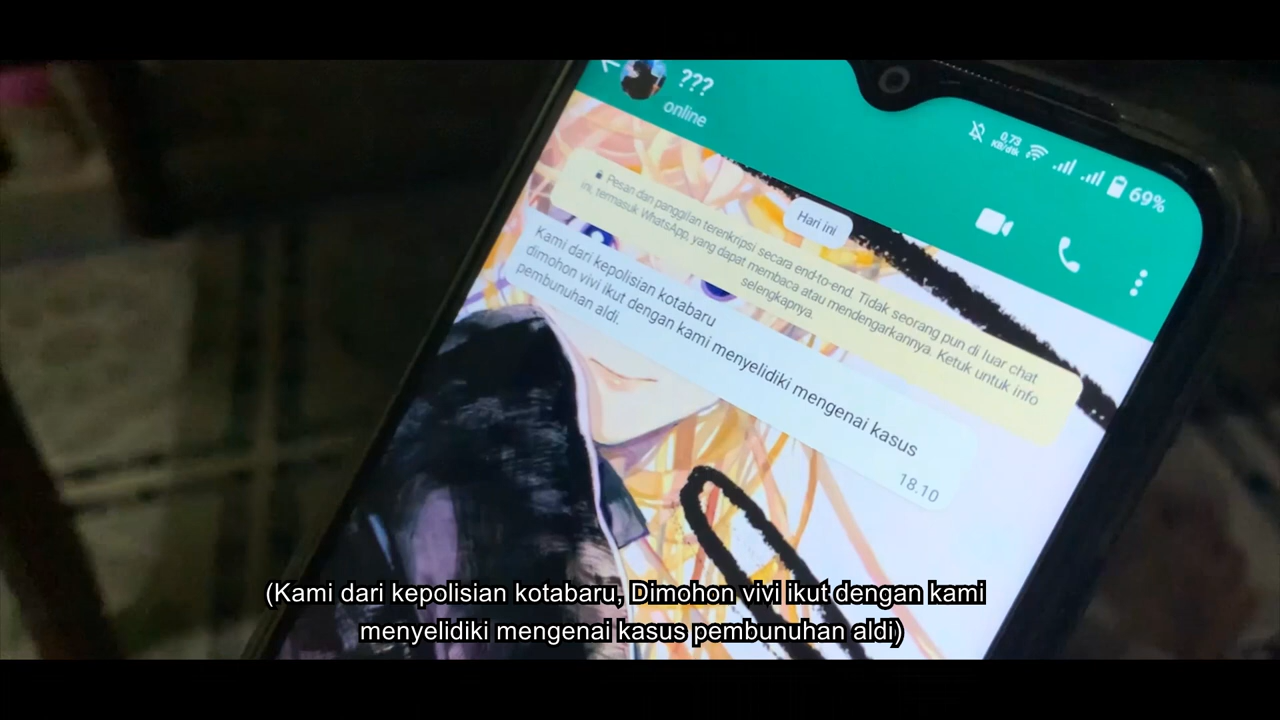 ???
online
0,73
KB/dtk
69%
Hari ini
Pesan dan panggilan terenkripsi secara end-to-end. Tidak seorang pun di luar chat
ini, termasuk WhatsApp, yang dapat membaca atau mendengarkannya. Ketuk untuk info
selengkapnya.
Kami dari kepolisian kotabaru
dimohon vivi ikut dengan kami menyelidiki mengenai kasus
pembunuhan aldi.
18.10
(Kami dari kepolisian kotabaru, Dimohon vivi ikut dengan kami
menyelidiki mengenai kasus pembunuhan aldi)